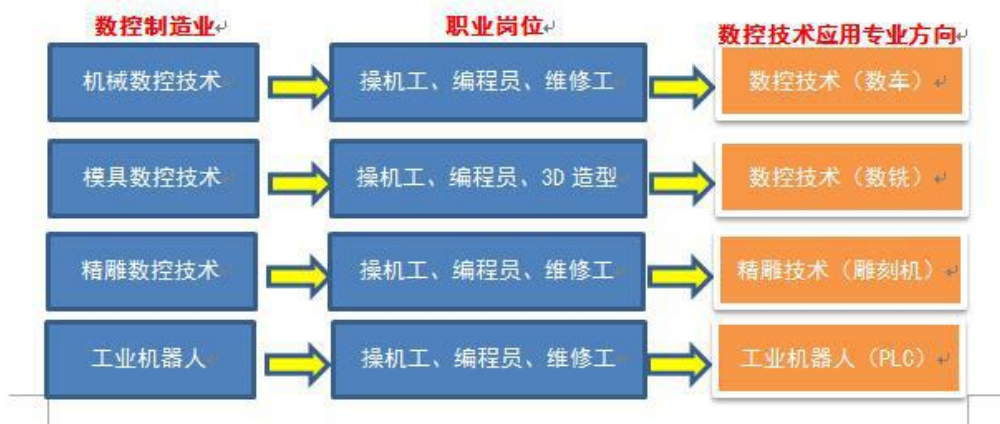 数控制造业 职业岗位 数控技术应用专业方向
机械数控技术 操机工、编程员、维修工 数控技术（数车）
模具数控技术 操机工、编程员、3D 造型 数控技术（数铣）
精雕数控技术 操机工、编程员、维修工 精雕技术（雕刻机）
工业机器人 操机工、编程员、维修工 工业机器人（PLC）